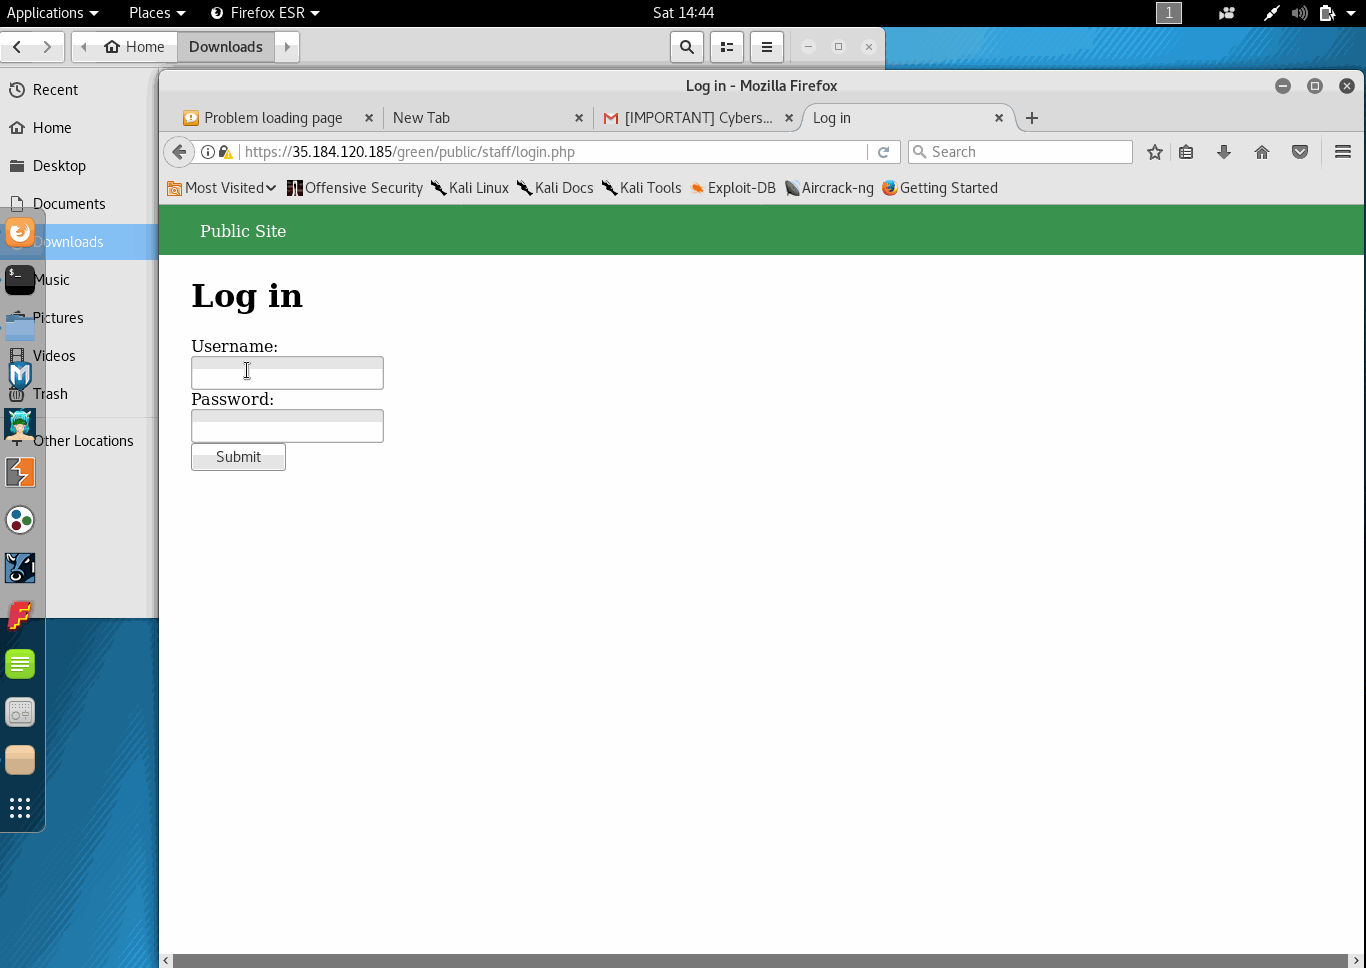 Applications Places Firefox ESR Sat 14:44 1
Home Downloads
Recent
Home
Desktop
Documents
Downloads
Music
Pictures
Videos
Trash
Other Locations
Log in - Mozilla Firefox
Problem loading page New Tab [IMPORTANT] Cybers... Log in
https://35.184.120.185/green/public/staff/login.php Search
Most Visited Offensive Security Kali Linux Kali Docs Kali Tools Exploit-DB Aircrack-ng Getting Started
Public Site
Log in
Username:
Password:
Submit